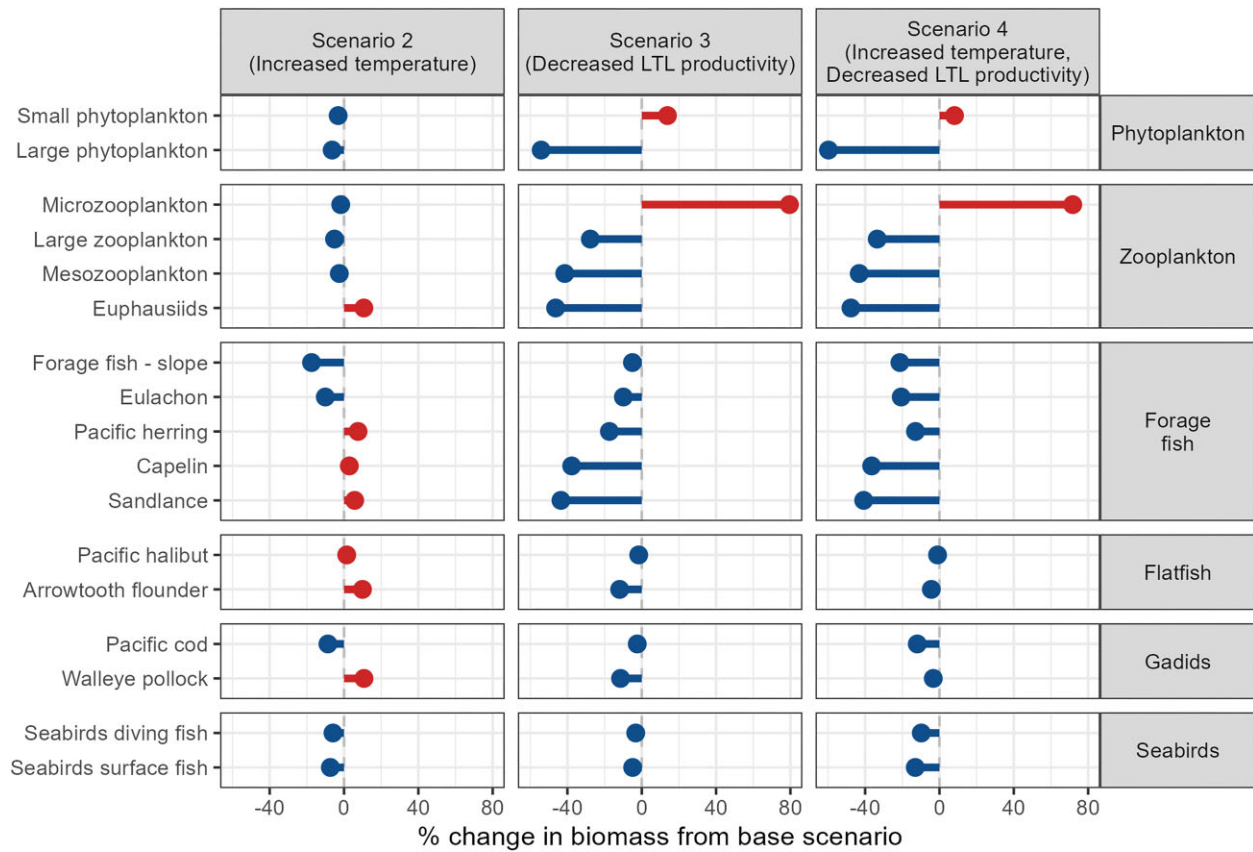 Scenario 2
(Increased temperature)
Scenario 3
(Decreased LTL productivity)
Scenario 4
(Increased temperature,
Decreased LTL productivity)
Small phytoplankton
Large phytoplankton
Phytoplankton
Microzooplankton
Large zooplankton
Mesozooplankton
Euphausiids
Zooplankton
Forage fish - slope
Eulachon
Pacific herring
Capelin
Sandlance
Forage
fish
Pacific halibut
Arrowtooth flounder
Flatfish
Pacific cod
Walleye pollock
Gadids
Seabirds diving fish
Seabirds surface fish
Seabirds
-40 0 40 80 -40 0 40 80 -40 0 40 80
% change in biomass from base scenario